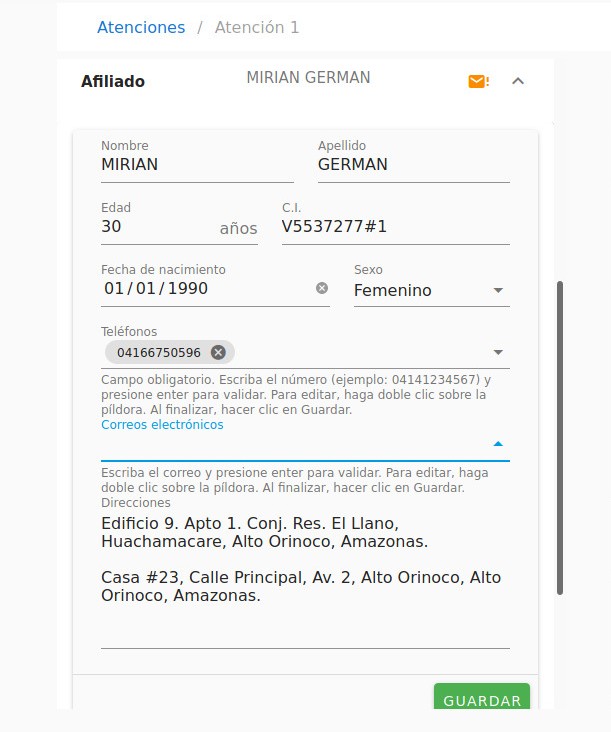 Atenciones / Atención 1
Afiliado MIRIAN GERMAN
Nombre Apellido
MIRIAN GERMAN
Edad C.I.
30 años V5537277#1
Fecha de nacimiento Sexo
01/01/1990 Femenino
Teléfonos
04166750596
Campo obligatorio. Escriba el número (ejemplo: 04141234567) y
presione enter para validar. Para editar, haga doble clic sobre la
píldora. Al finalizar, hacer clic en Guardar.
Correos electrónicos
Escriba el correo y presione enter para validar. Para editar, haga
doble clic sobre la píldora. Al finalizar, hacer clic en Guardar.
Direcciones
Edificio 9. Apto 1. Conj. Res. El Llano,
Huachamacare, Alto Orinoco, Amazonas.
Casa #23, Calle Principal, Av. 2, Alto Orinoco, Alto
Orinoco, Amazonas.
GUARDAR